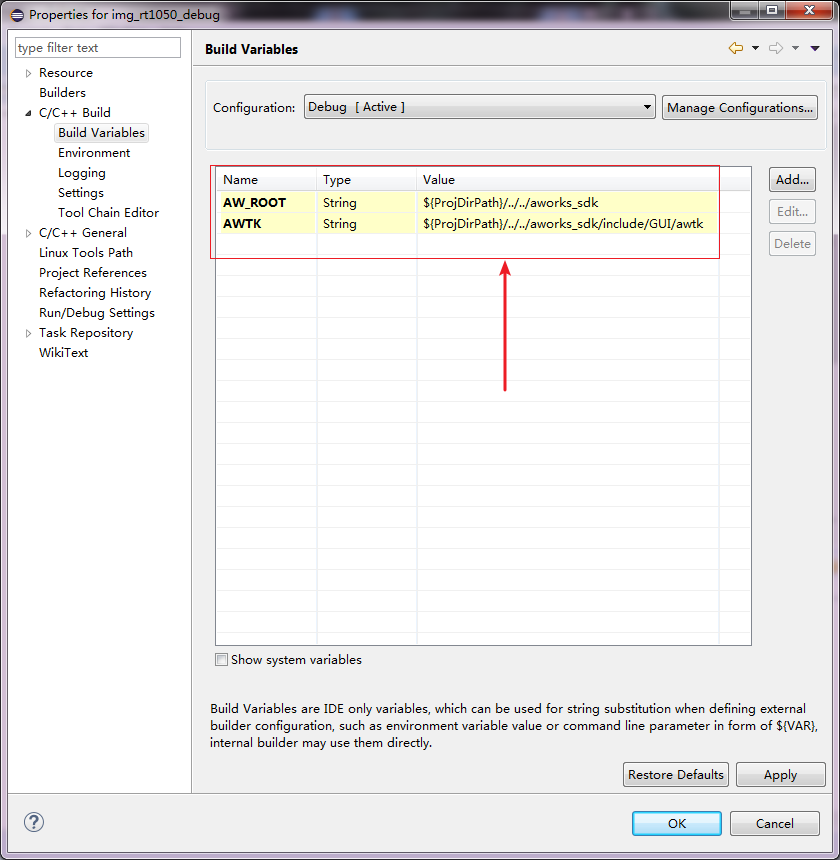 Properties for img_rt1050_debug
type filter text
Resource
Builders
C/C++ Build
Build Variables
Environment
Logging
Settings
Tool Chain Editor
C/C++ General
Linux Tools Path
Project References
Refactoring History
Run/Debug Settings
Task Repository
WikiText
Build Variables
Configuration: Debug [ Active ] Manage Configurations...
Name Type Value
AW_ROOT String ${ProjDirPath}/../../aworks_sdk
AWTK String ${ProjDirPath}/../../aworks_sdk/include/GUI/awtk
Add...
Edit...
Delete
Show system variables
Build Variables are IDE only variables, which can be used for string substitution when defining external
builder configuration, such as environment variable value or command line parameter in form of ${VAR},
internal builder may use them directly.
Restore Defaults Apply
? OK Cancel